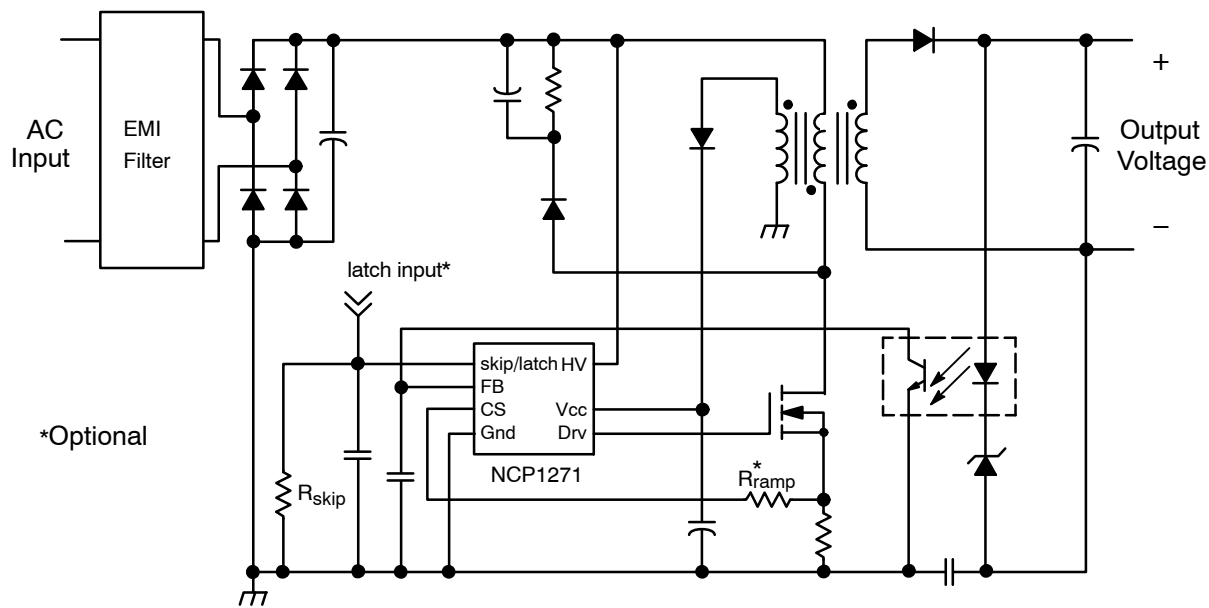 AC
Input
EMI
Filter
+
Output
Voltage
−
latch input*
skip/latch HV
FB
CS
Vcc
Gnd
Drv
NCP1271
*Optional
Rskip
R*ramp